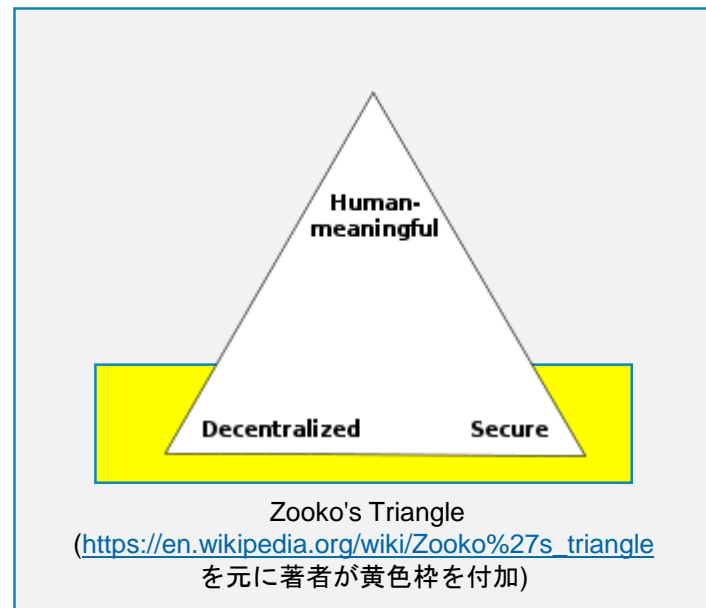 Human-
meaningful
Decentralized Secure
Zooko's Triangle
(https://en.wikipedia.org/wiki/Zooko%27s_triangle
を元に著者が黄色枠を付加)